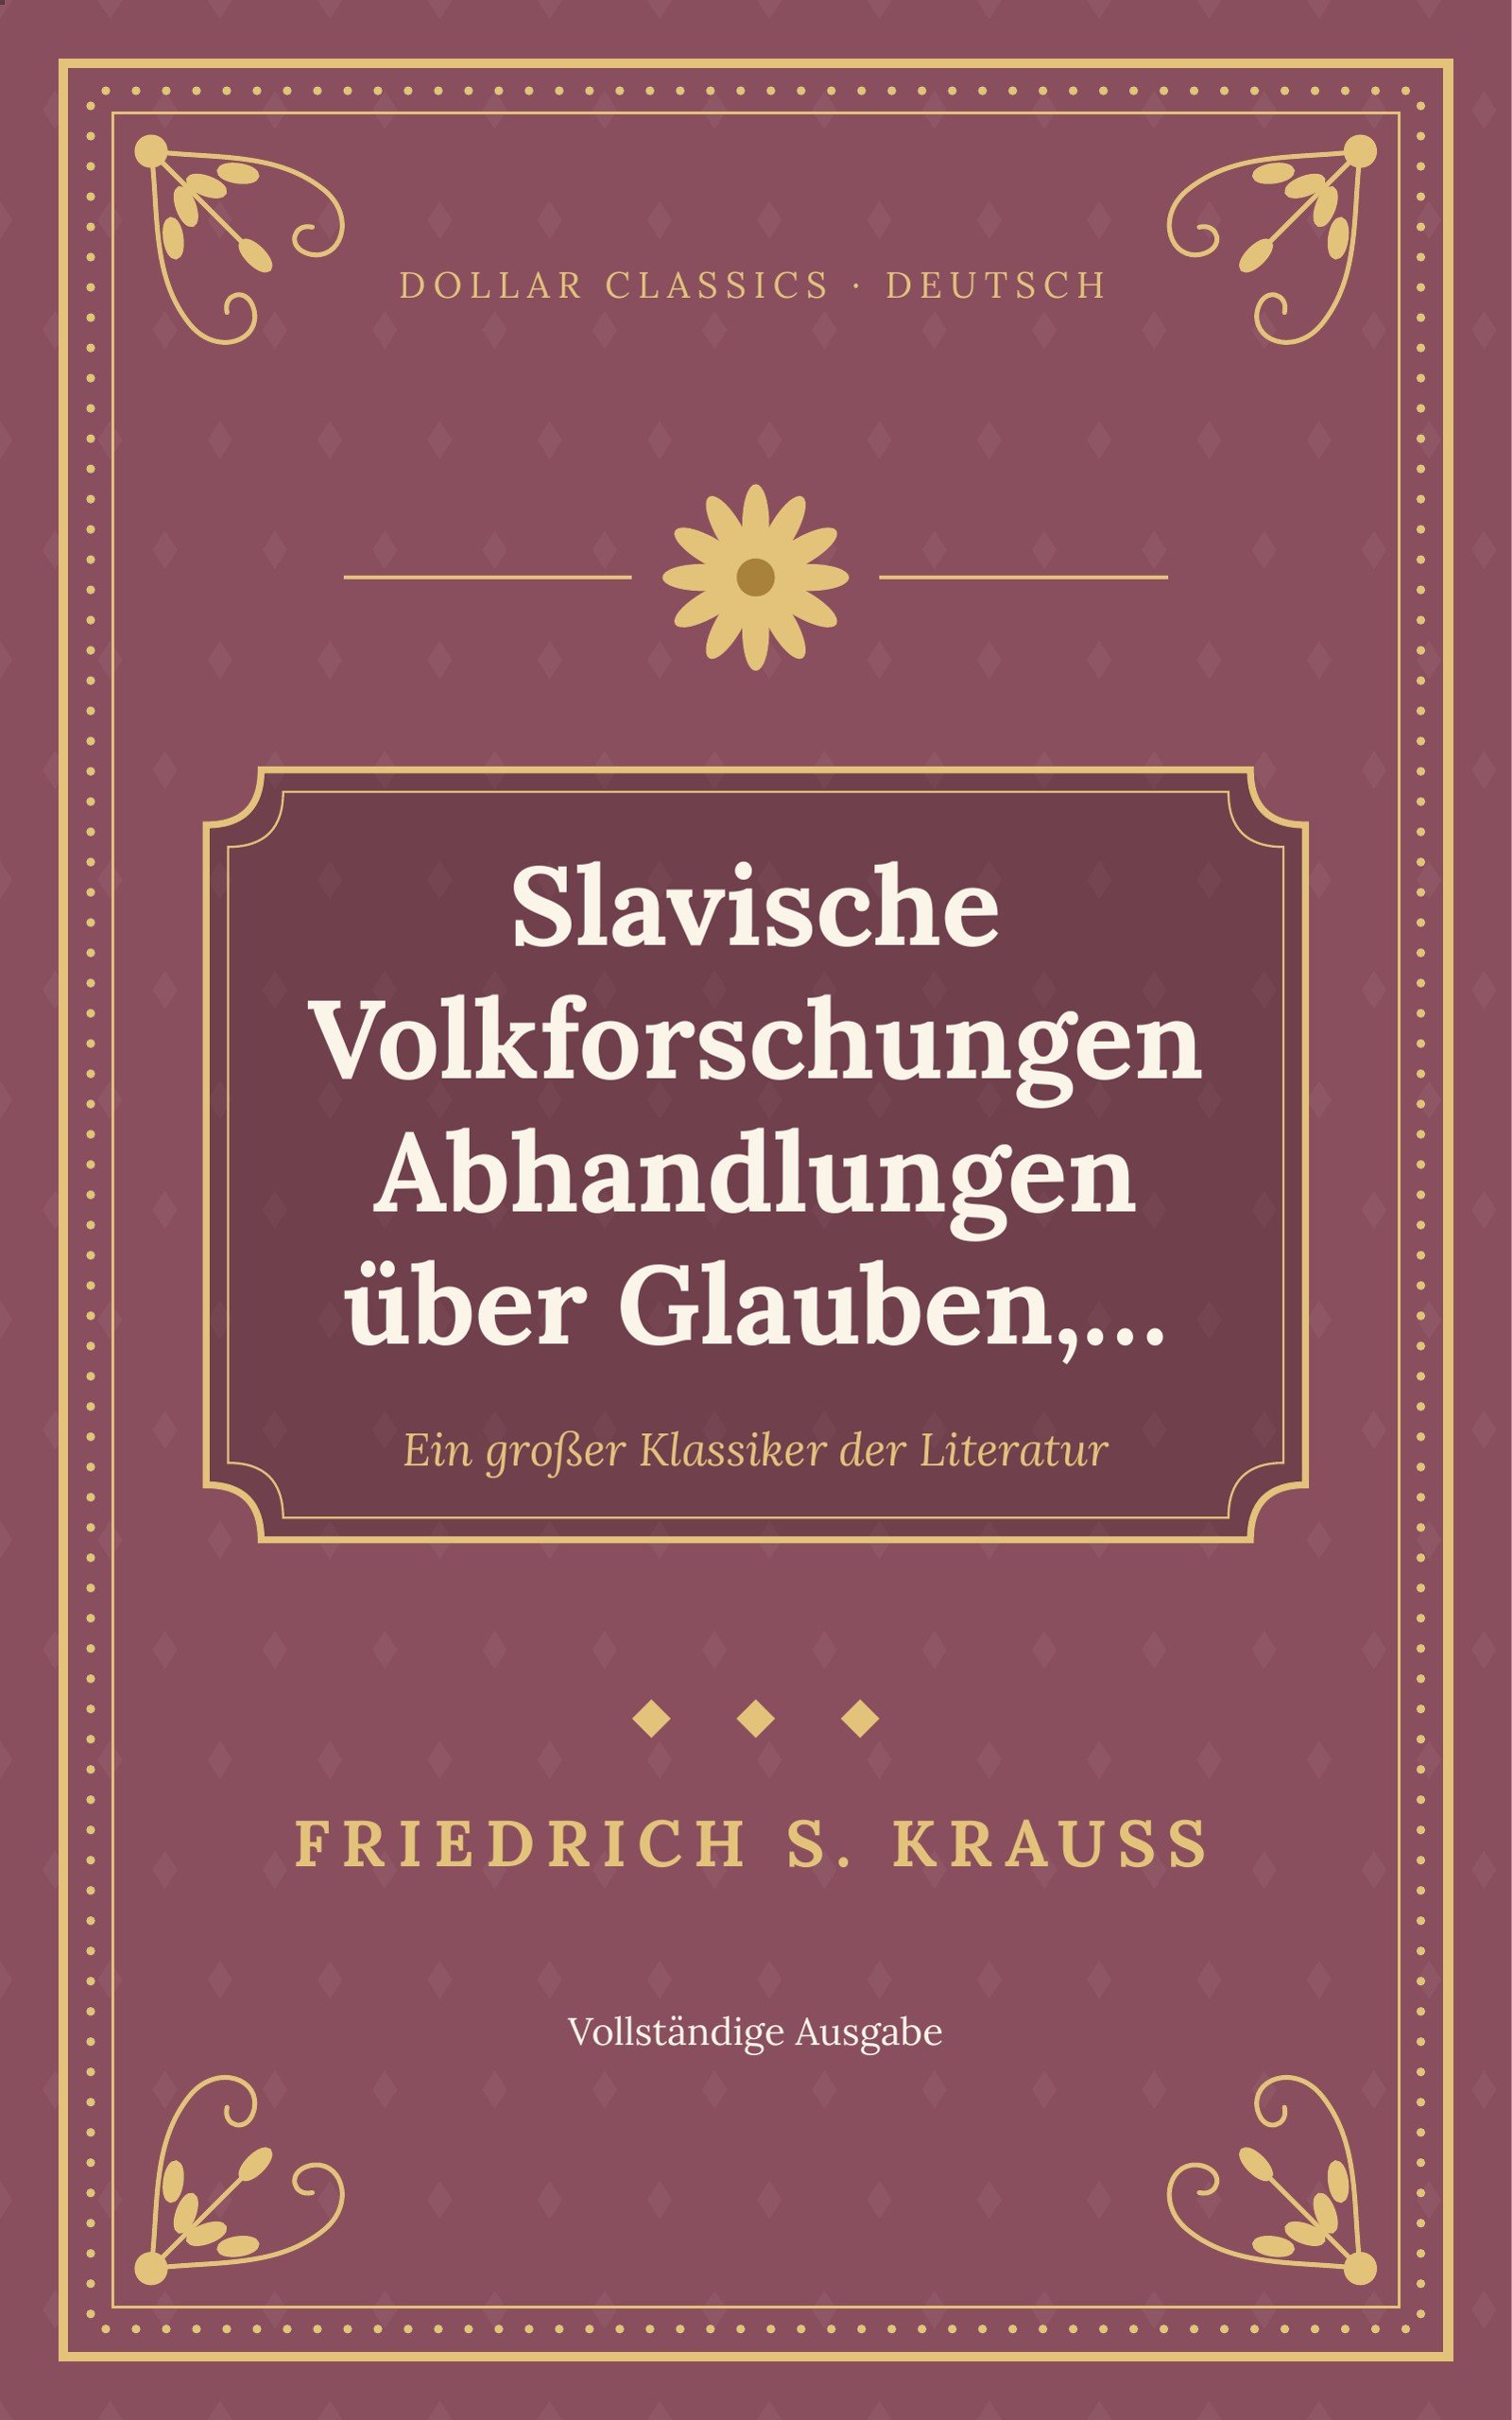 DOLLAR CLASSICS · DEUTSCH
Slavische
Volkforschungen
Abhandlungen
über Glauben,...
Ein großer Klassiker der Literatur
FRIEDRICH S. KRAUSS
Vollständige Ausgabe